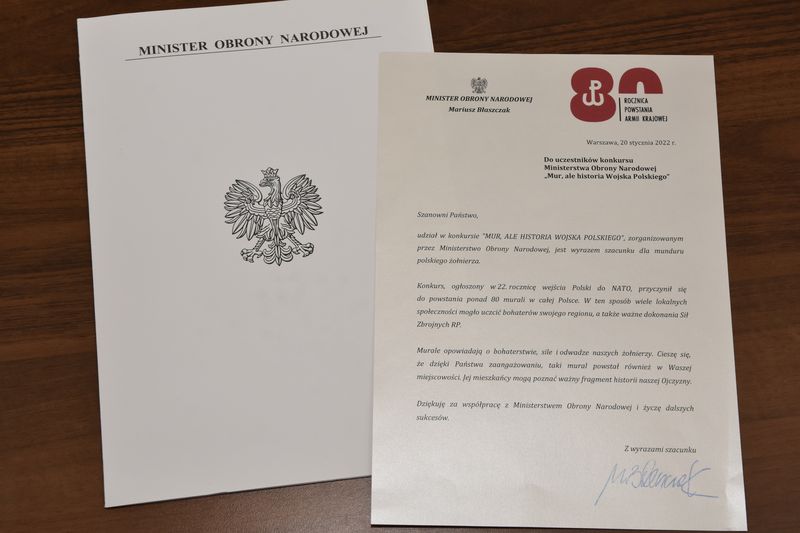 MINISTER OBRONY NARODOWEJ
MINISTER OBRONY NARODOWEJ
Mariusz Błaszczak
80
ROCZNICA
POWSTANIA
ARMII KRAJOWEJ
Warszawa, 20 stycznia 2022 r.
Do uczestników konkursu
Ministerstwa Obrony Narodowej
„Mur, ale historia Wojska Polskiego”
Szanowni Państwo,
udział w konkursie "MUR, ALE HISTORIA WOJSKA POLSKIEGO", zorganizowanym
przez Ministerstwo Obrony Narodowej, jest wyrazem szacunku dla munduru
polskiego żołnierza.
Konkurs, ogłoszony w 22. rocznicę wejścia Polski do NATO, przyczynił się
do powstania ponad 80 murali w całej Polsce. W ten sposób wiele lokalnych
społeczności mogło uczcić bohaterów swojego regionu, a także ważne dokonania Sił
Zbrojnych RP.
Murale opowiadają o bohaterstwie, sile i odwadze naszych żołnierzy. Cieszę się,
że dzięki Państwa zaangażowaniu, taki mural powstał również w Waszej
miejscowości. Jej mieszkańcy mogą poznać ważny fragment historii naszej Ojczyzny.
Dziękuję za współpracę z Ministerstwem Obrony Narodowej i życzę dalszych
sukcesów.
Z wyrazami szacunku